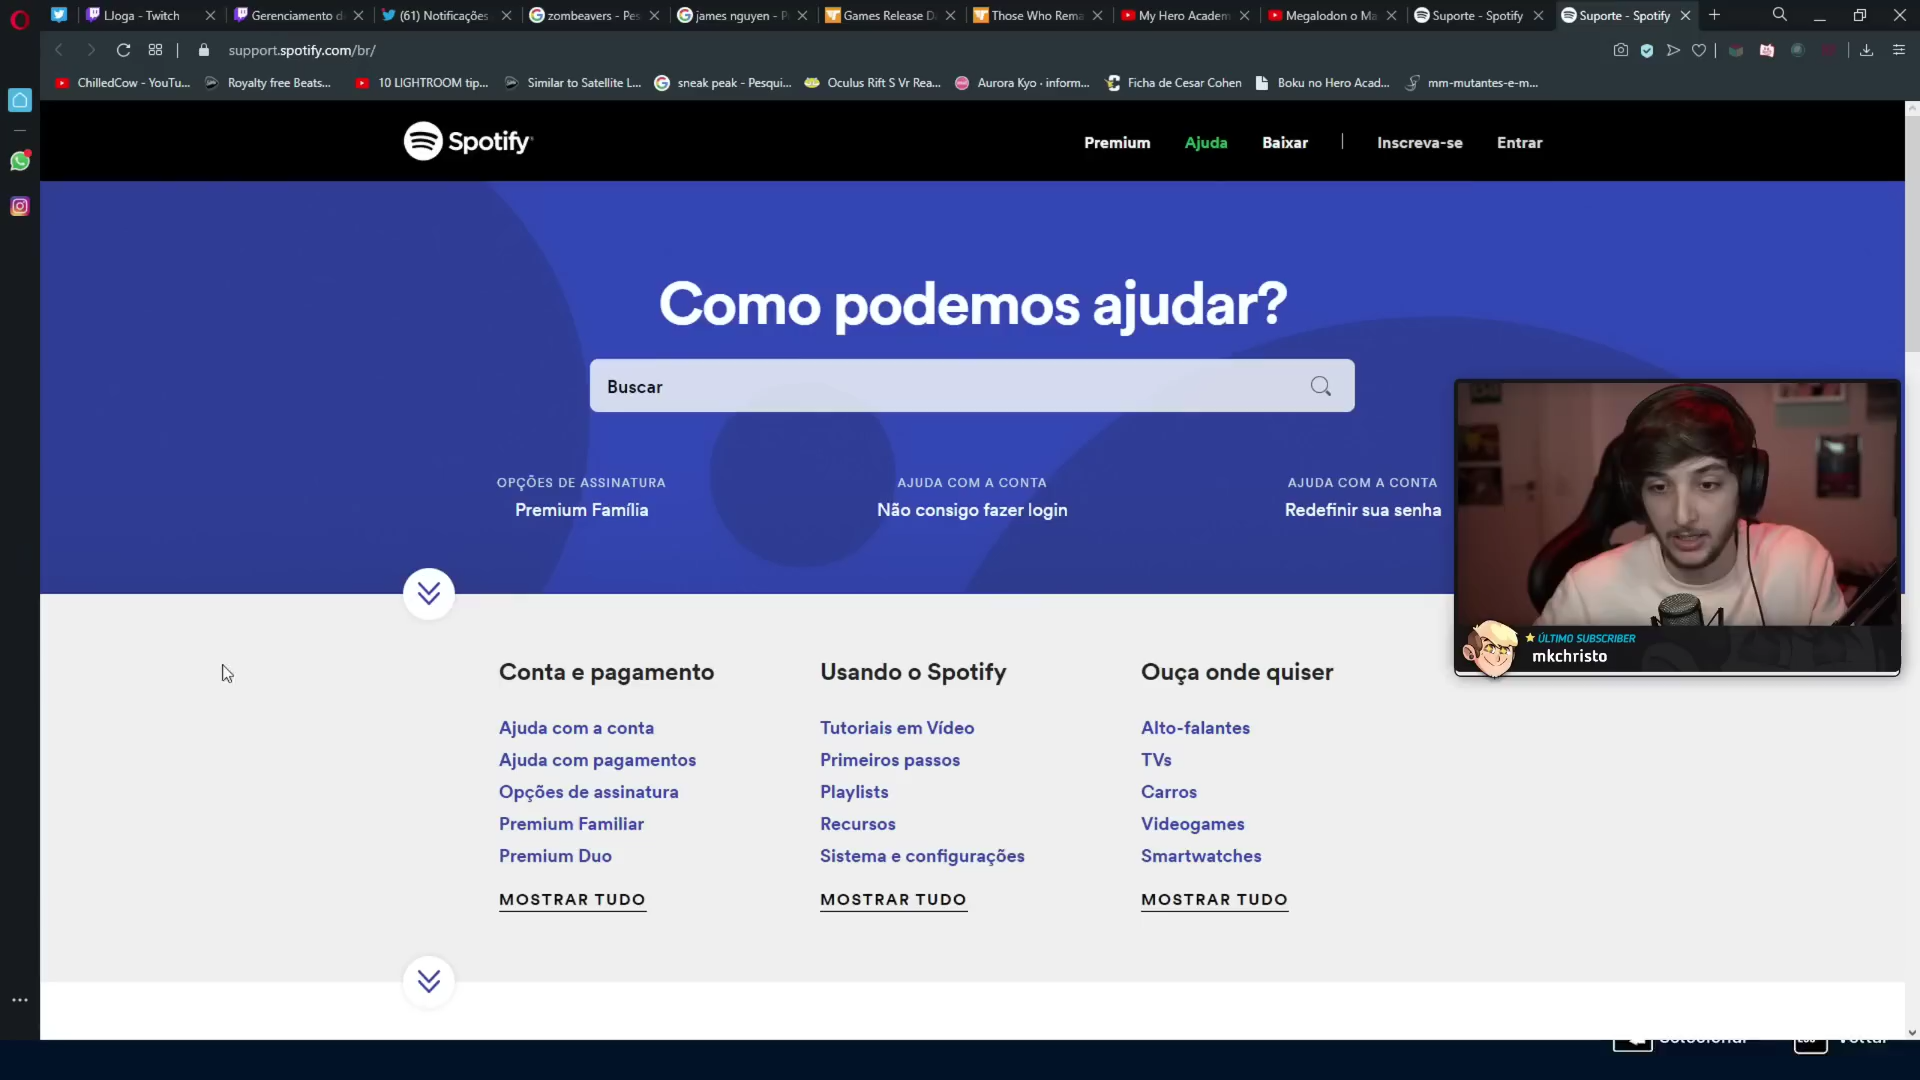 LJoga - Twitch
Gerenciamento d
(61) Notificações
zombeavers - Pes
james nguyen - P
Games Release D
Those Who Rema
My Hero Academ
Megalodon o Ma
Suporte - Spotify
Suporte - Spotify
support.spotify.com/br/
ChilledCow - YouTu...
Royalty free Beats...
10 LIGHTROOM tip...
Similar to Satellite L...
sneak peak - Pesqui...
Oculus Rift S Vr Rea...
Aurora Kyo · inform...
Ficha de Cesar Cohen
Boku no Hero Acad...
mm-mutantes-e-m...
Spotify
Premium
Ajuda
Baixar
Inscreva-se
Entrar
Como podemos ajudar?
Buscar
OPÇÕES DE ASSINATURA
Premium Família
AJUDA COM A CONTA
Não consigo fazer login
AJUDA COM A CONTA
Redefinir sua senha
ÚLTIMO SUBSCRIBER
mkchristo
Conta e pagamento
Ajuda com a conta
Ajuda com pagamentos
Opções de assinatura
Premium Familiar
Premium Duo
MOSTRAR TUDO
Usando o Spotify
Tutoriais em Vídeo
Primeiros passos
Playlists
Recursos
Sistema e configurações
MOSTRAR TUDO
Ouça onde quiser
Alto-falantes
TVs
Carros
Videogames
Smartwatches
MOSTRAR TUDO